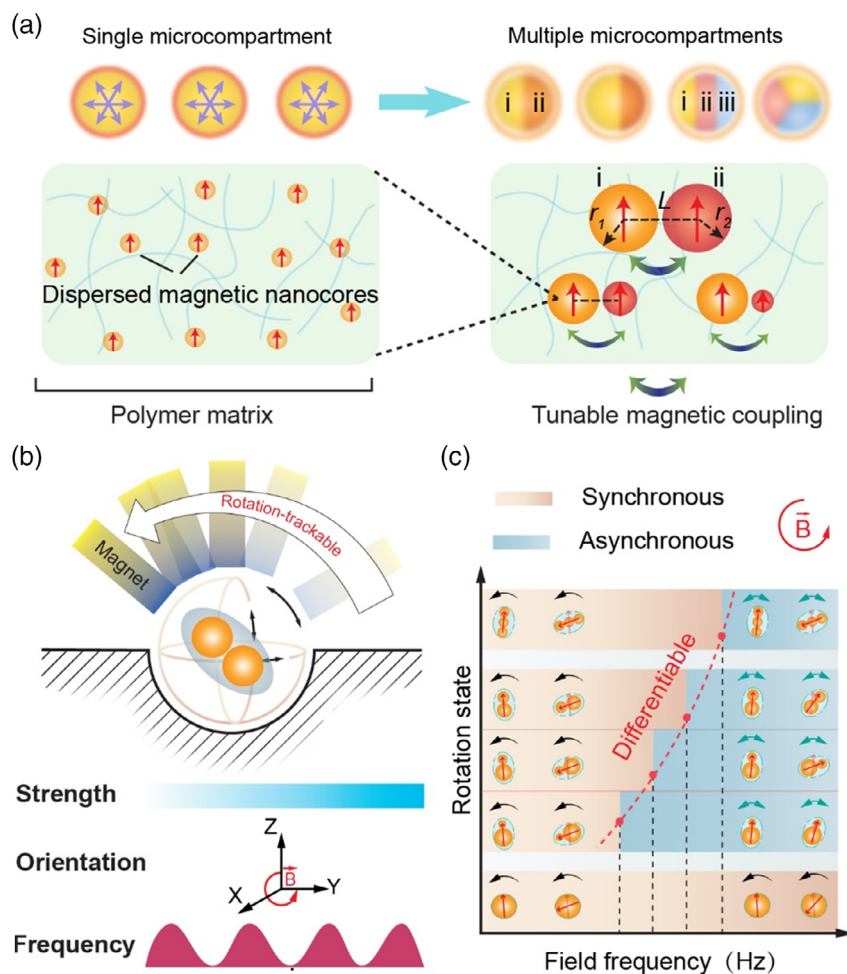 (a)
Single microcompartment
Multiple microcompartments
i ii
i ii iii
i ii
L
r1 r2
Dispersed magnetic nanocores
Polymer matrix
Tunable magnetic coupling
(b)
Rotation-trackable
Magnet
Strength
Orientation
Z
B
X Y
Frequency
(c)
Synchronous
Asynchronous
B
Differentiable
Rotation state
Field frequency (Hz)